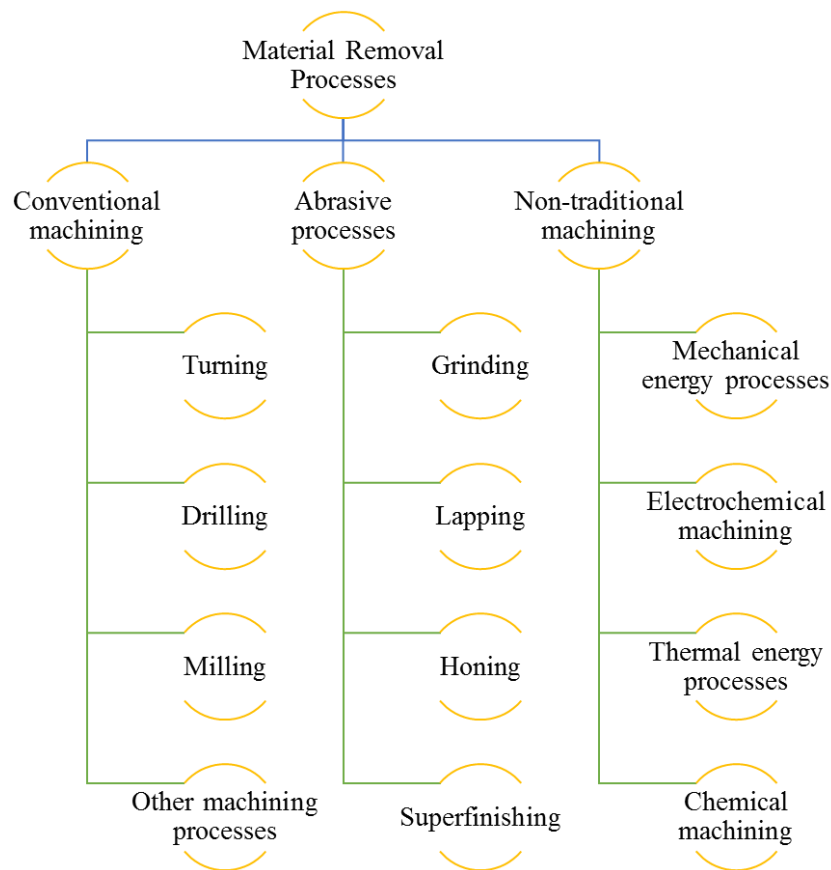 Material Removal
Processes
Conventional
machining
Abrasive
processes
Non-traditional
machining
Turning
Grinding
Mechanical
energy processes
Drilling
Lapping
Electrochemical
machining
Milling
Honing
Thermal energy
processes
Other machining
processes
Superfinishing
Chemical
machining